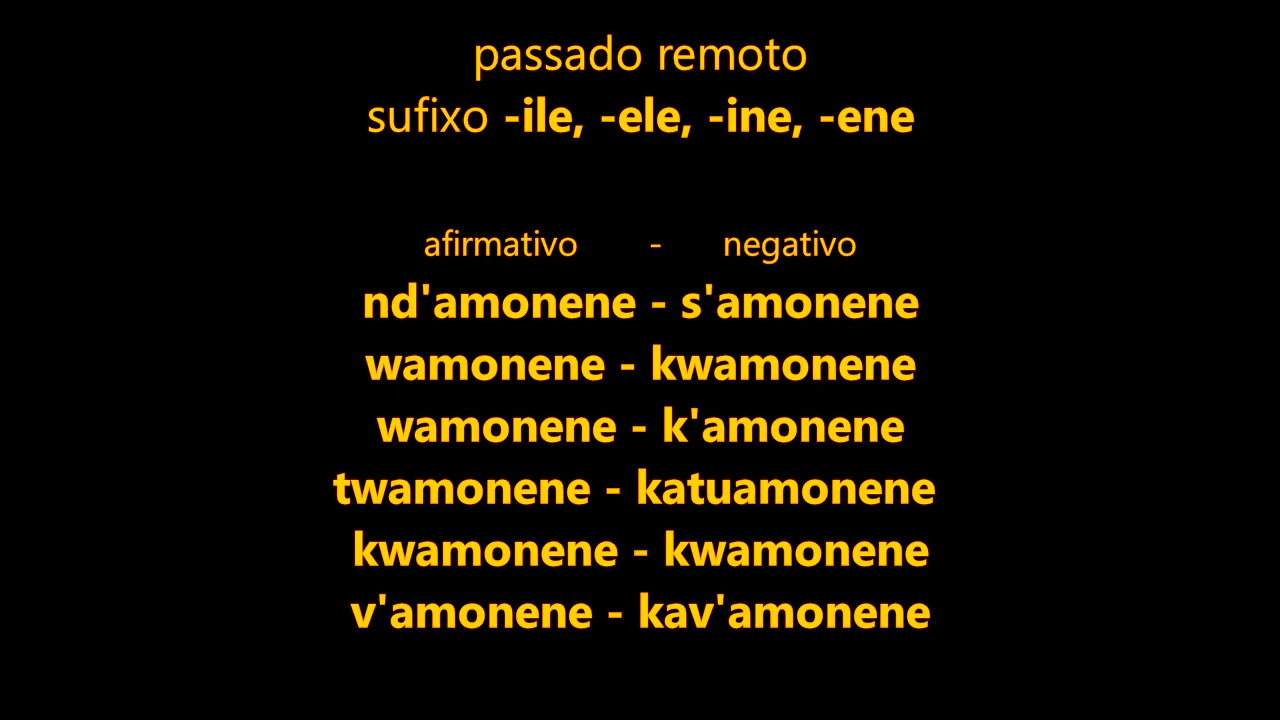 passado remoto
sufixo -ile, -ele, -ine, -ene
afirmativo - negativo
nd'amonene - s'amonene
wamonene - kwamonene
wamonene - k'amonene
twamonene - katuamonene
kwamonene - kwamonene
v'amonene - kav'amonene